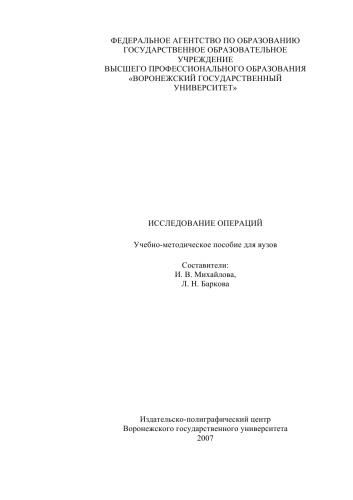 ФЕДЕРАЛЬНОЕ АГЕНТСТВО ПО ОБРАЗОВАНИЮ
ГОСУДАРСТВЕННОЕ ОБРАЗОВАТЕЛЬНОЕ
УЧРЕЖДЕНИЕ
ВЫСШЕГО ПРОФЕССИОНАЛЬНОГО ОБРАЗОВАНИЯ
«ВОРОНЕЖСКИЙ ГОСУДАРСТВЕННЫЙ
УНИВЕРСИТЕТ»
ИССЛЕДОВАНИЕ ОПЕРАЦИЙ
Учебно-методическое пособие для вузов
Составители:
И. В. Михайлова,
Л. Н. Баркова
Издательско-полиграфический центр
Воронежского государственного университета
2007